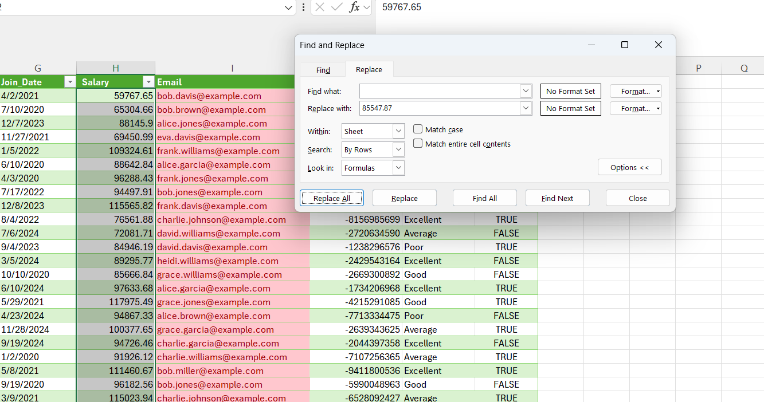 fx 59767.65
Find and Replace
Find Replace
Find what: No Format Set Format...
Replace with: 85547.87 No Format Set Format...
Within: Sheet Match case
Search: By Rows Match entire cell contents
Look in: Formulas Options <<
Replace All Replace Find All Find Next Close
G H I P Q
Join_Date Salary Email
4/2/2021 59767.65 bob.davis@example.com
7/10/2020 65304.66 bob.brown@example.com
12/7/2023 88145.9 alice.jones@example.com
11/27/2021 69450.99 eva.davis@example.com
1/5/2022 109324.61 frank.williams@example.com
6/10/2020 88642.84 alice.garcia@example.com
4/3/2020 96288.43 frank.jones@example.com
7/17/2022 94497.91 bob.jones@example.com
12/8/2023 115565.82 frank.davis@example.com
8/4/2022 76561.88 charlie.johnson@example.com -8156985699 Excellent TRUE
7/6/2024 72081.71 david.williams@example.com -2720634590 Average FALSE
9/4/2023 84946.19 david.davis@example.com -1238296576 Poor TRUE
3/5/2024 89295.77 heidi.williams@example.com -2429543164 Excellent FALSE
10/10/2020 85666.84 grace.williams@example.com -2669300892 Good FALSE
6/10/2024 97633.68 alice.garcia@example.com -1734206968 Excellent TRUE
5/29/2021 117975.49 grace.jones@example.com -4215291085 Good TRUE
4/23/2024 94867.33 alice.brown@example.com -7713334475 Poor FALSE
11/28/2024 100377.65 grace.garcia@example.com -2639343625 Average TRUE
9/19/2024 94726.46 charlie.garcia@example.com -2044397358 Excellent FALSE
1/2/2020 91926.12 charlie.williams@example.com -7107256365 Average TRUE
5/8/2021 111460.67 bob.miller@example.com -9411800536 Excellent TRUE
9/19/2020 96182.56 bob.jones@example.com -5990048963 Good FALSE
3/9/2021 115023.94 charlie.johnson@example.com -6528092427 Average TRUE